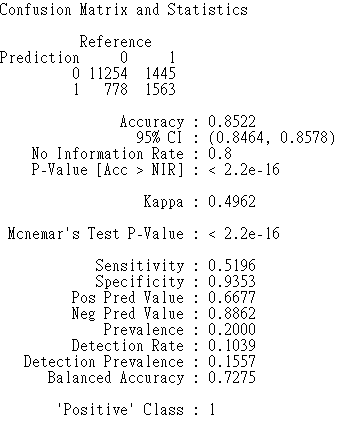 Confusion Matrix and Statistics
Reference
Prediction 0 1
0 11254 1445
1 778 1563
Accuracy : 0.8522
95% CI : (0.8464, 0.8578)
No Information Rate : 0.8
P-Value [Acc > NIR] : < 2.2e-16
Kappa : 0.4962
Mcnemar's Test P-Value : < 2.2e-16
Sensitivity : 0.5196
Specificity : 0.9353
Pos Pred Value : 0.6677
Neg Pred Value : 0.8862
Prevalence : 0.2000
Detection Rate : 0.1039
Detection Prevalence : 0.1557
Balanced Accuracy : 0.7275
'Positive' Class : 1